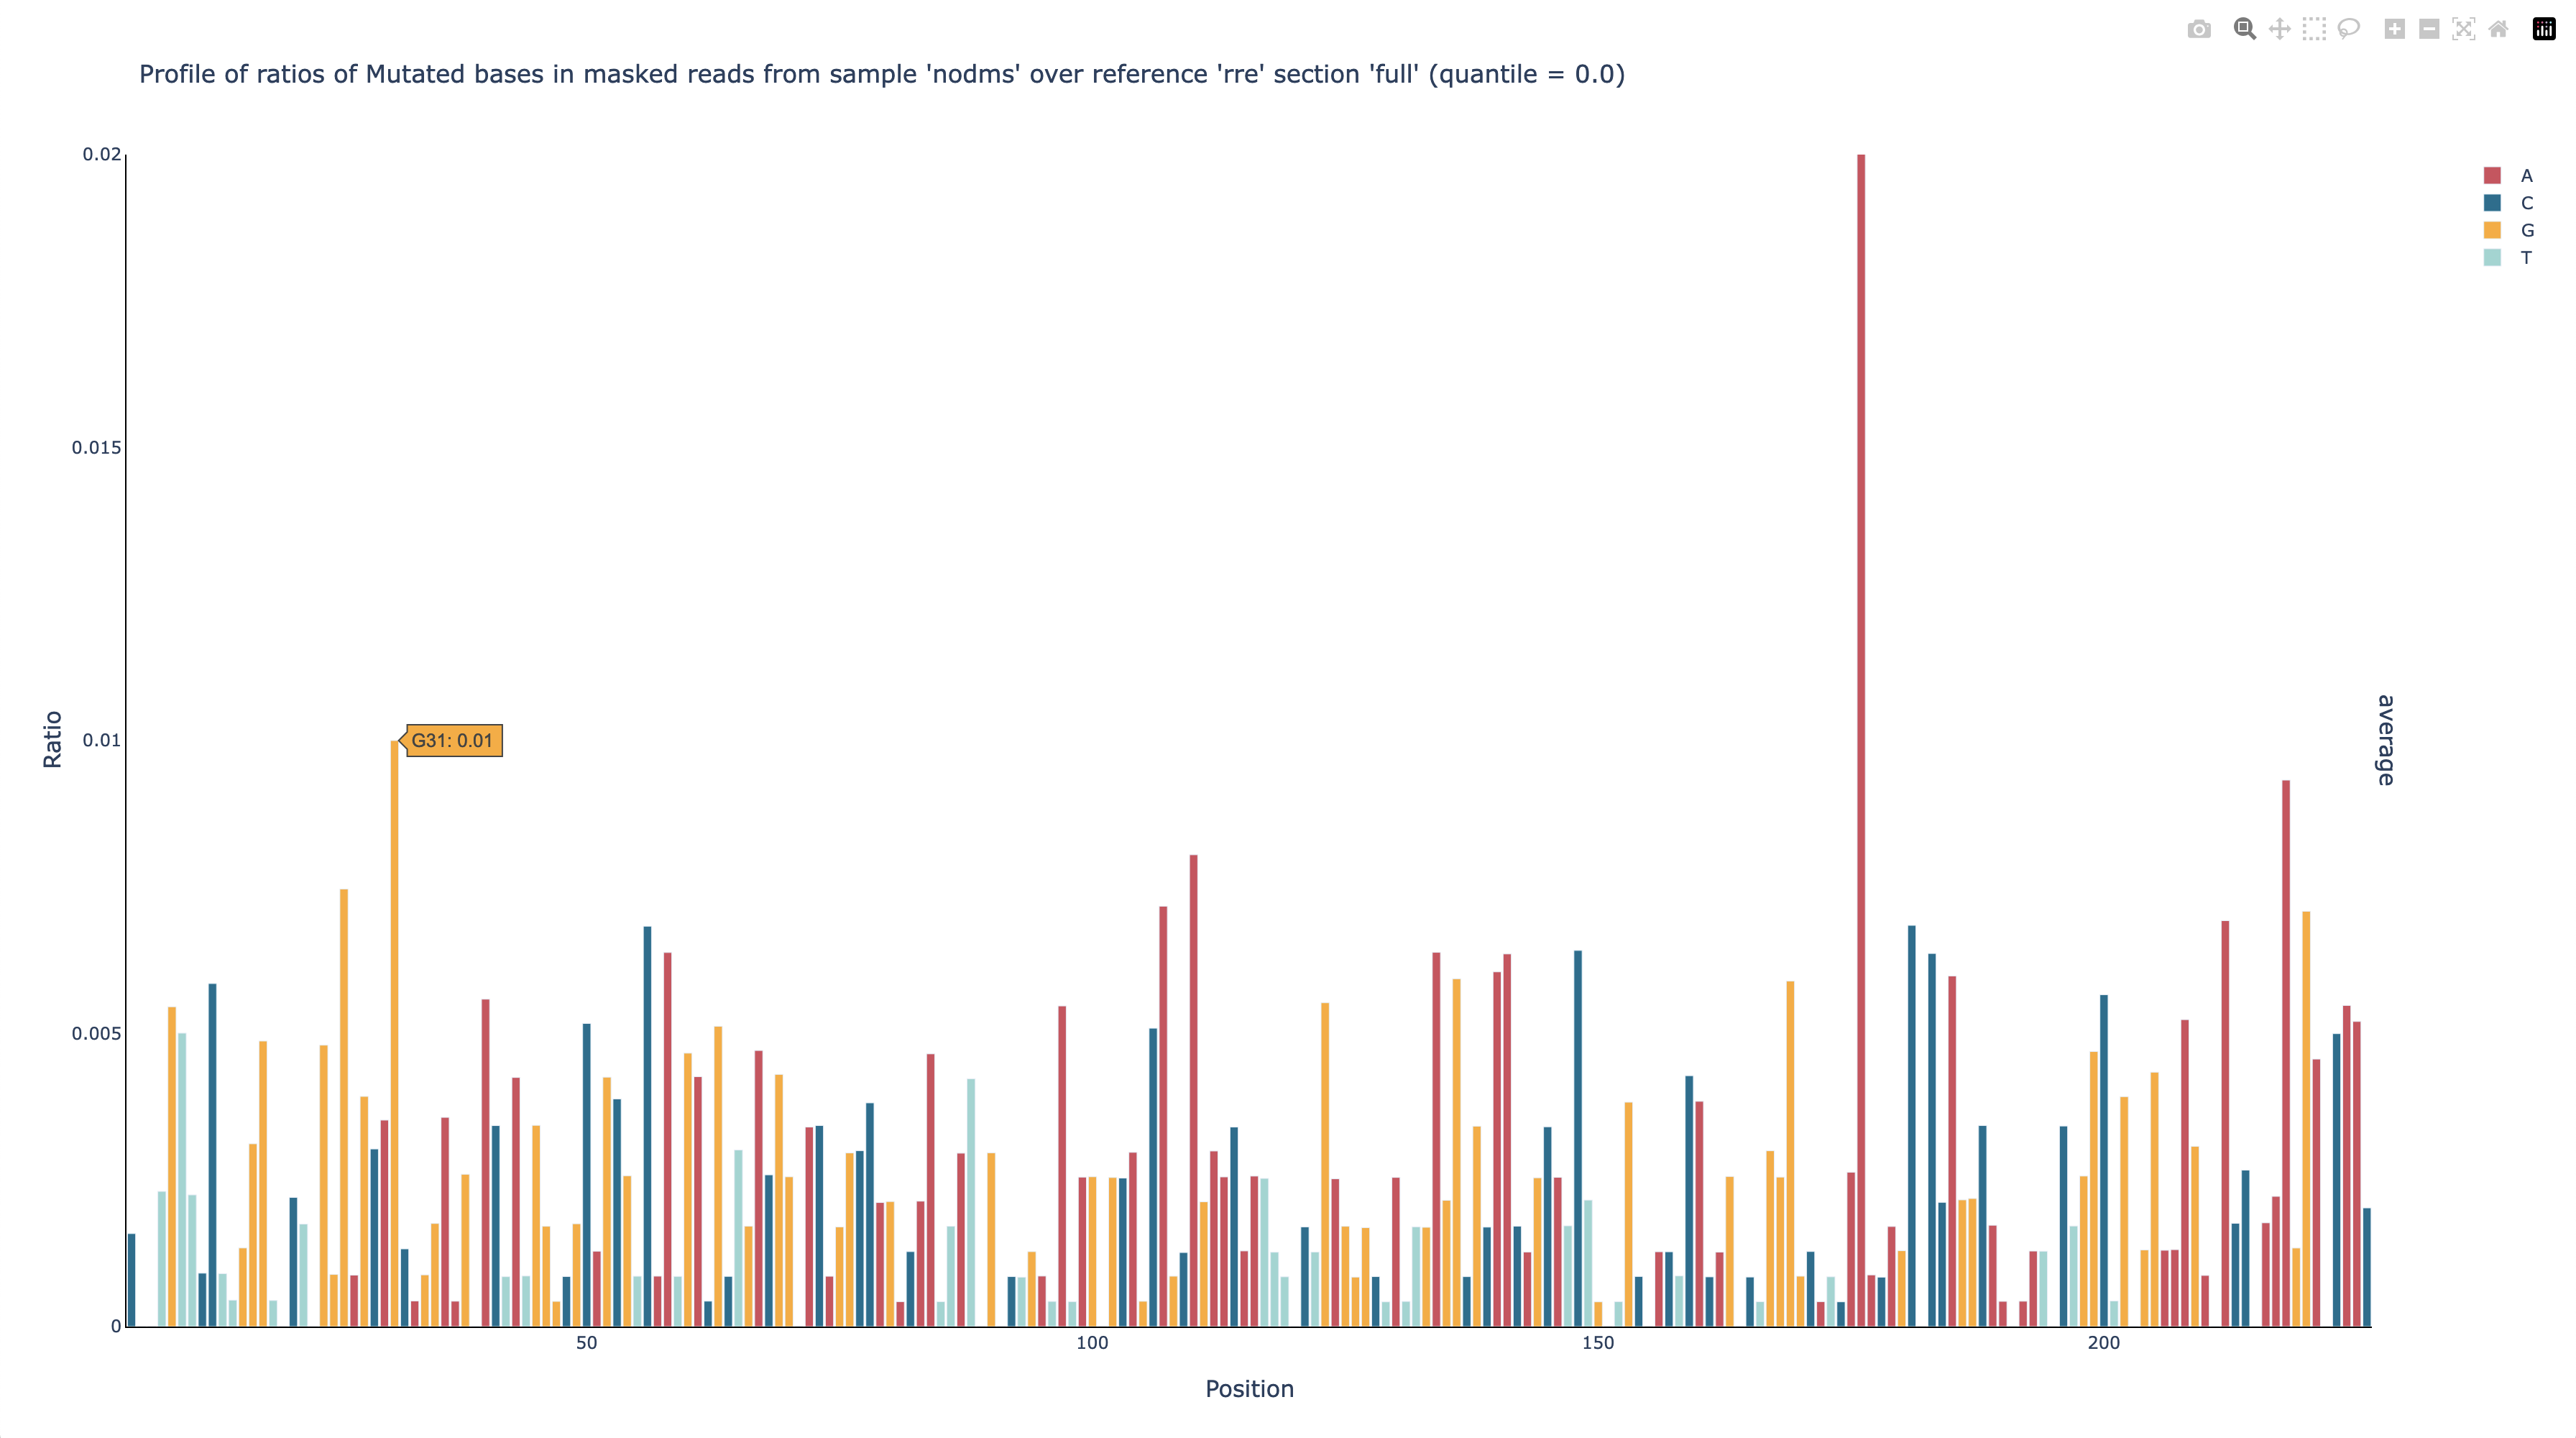 Profile of ratios of Mutated bases in masked reads from sample 'nodms' over reference 'rre' section 'full' (quantile = 0.0)
0.02
0.015
0.01
0.005
0
Ratio
G31: 0.01
A
C
G
T
average
50
100
150
200
Position